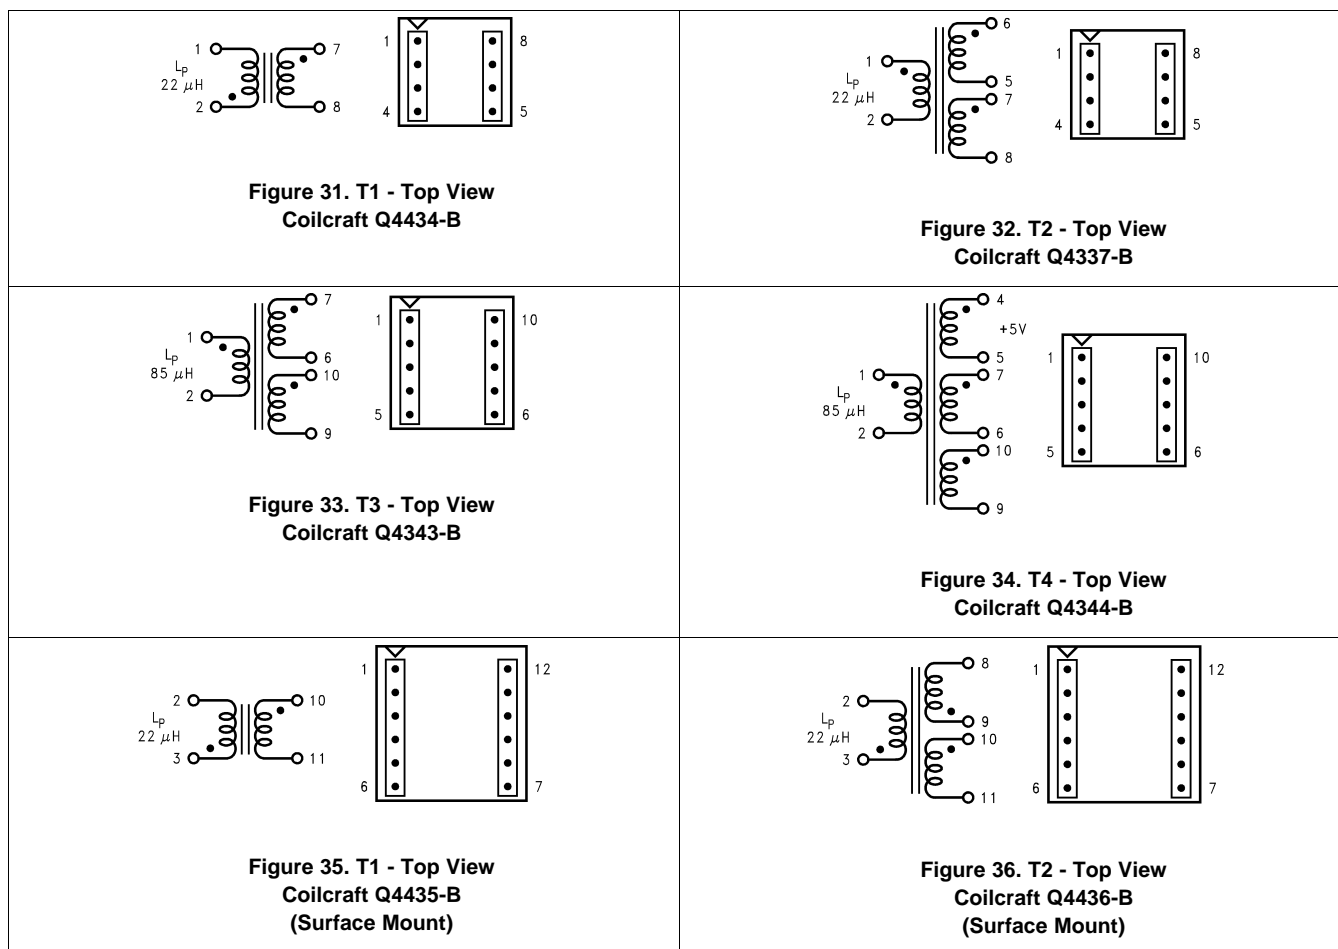 1
7
L_P
22 μH
2
8
1
8
4
5
Figure 31. T1 - Top View
Coilcraft Q4434-B
6
1
5
L_P
22 μH
7
2
8
1
8
4
5
Figure 32. T2 - Top View
Coilcraft Q4337-B
7
1
6
L_P
85 μH
10
2
9
1
10
5
6
Figure 33. T3 - Top View
Coilcraft Q4343-B
4
+5V
5
1
7
L_P
85 μH
2
6
10
9
1
10
5
6
Figure 34. T4 - Top View
Coilcraft Q4344-B
2
10
L_P
22 μH
3
11
1
12
6
7
Figure 35. T1 - Top View
Coilcraft Q4435-B
(Surface Mount)
8
2
9
L_P
22 μH
10
3
11
1
12
6
7
Figure 36. T2 - Top View
Coilcraft Q4436-B
(Surface Mount)